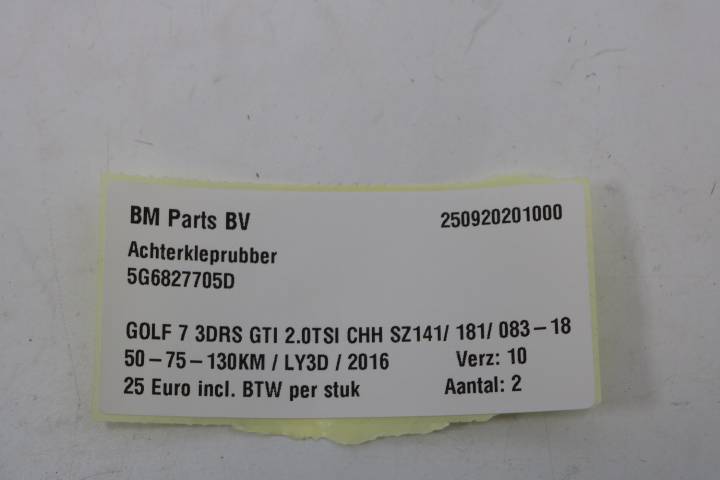 BM Parts BV 250920201000
Achterkleprubber
5G6827705D
GOLF 7 3DRS GTI 2.0TSI CHH SZ141/ 181/ 083-18
50-75-130KM / LY3D / 2016 Verz: 10
25 Euro incl. BTW per stuk Aantal: 2